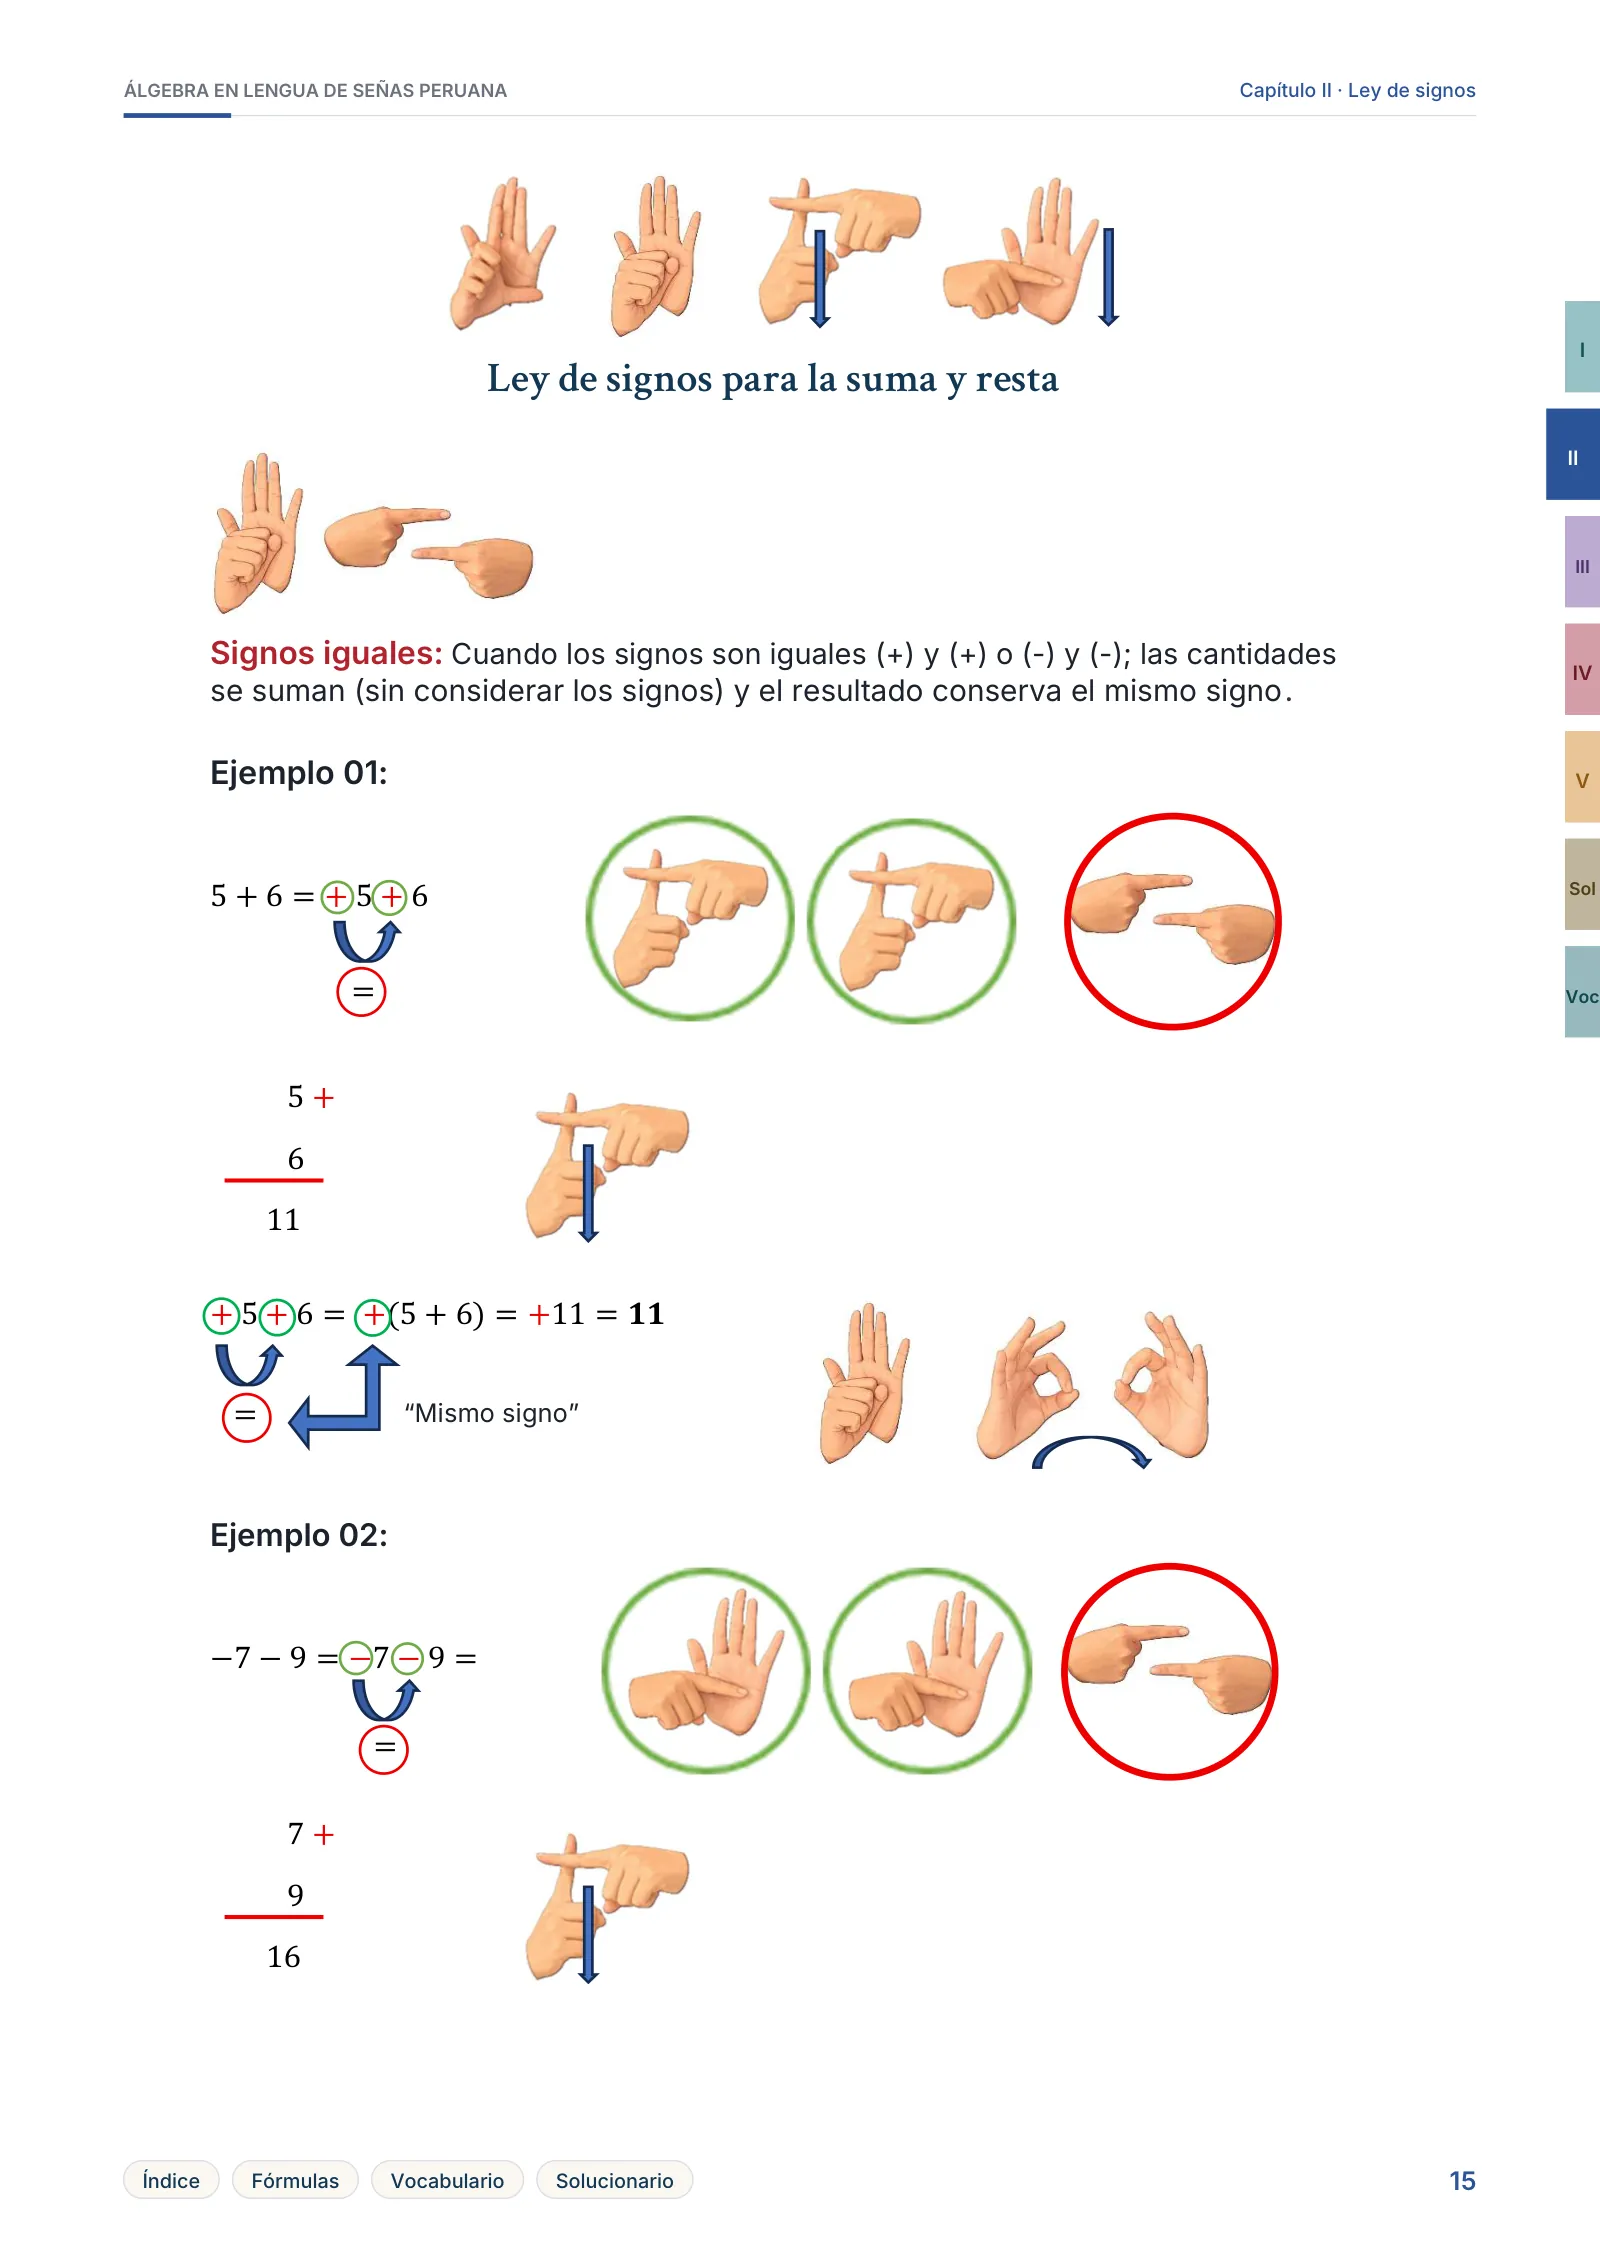 ÁLGEBRA EN LENGUA DE SEÑAS PERUANA
Capítulo II · Ley de signos
Ley de signos para la suma y resta
Signos iguales: Cuando los signos son iguales (+) y (+) o (-) y (-); las cantidades
se suman (sin considerar los signos) y el resultado conserva el mismo signo.
Ejemplo 01:
5 + 6 = + 5 + 6
=
5 +
6
11
+ 5 + 6 = + (5 + 6) = +11 = 11
=
“Mismo signo”
Ejemplo 02:
−7 − 9 = − 7 − 9 =
=
7 +
9
16
I
II
III
IV
V
Sol
Voc
Índice
Fórmulas
Vocabulario
Solucionario
15